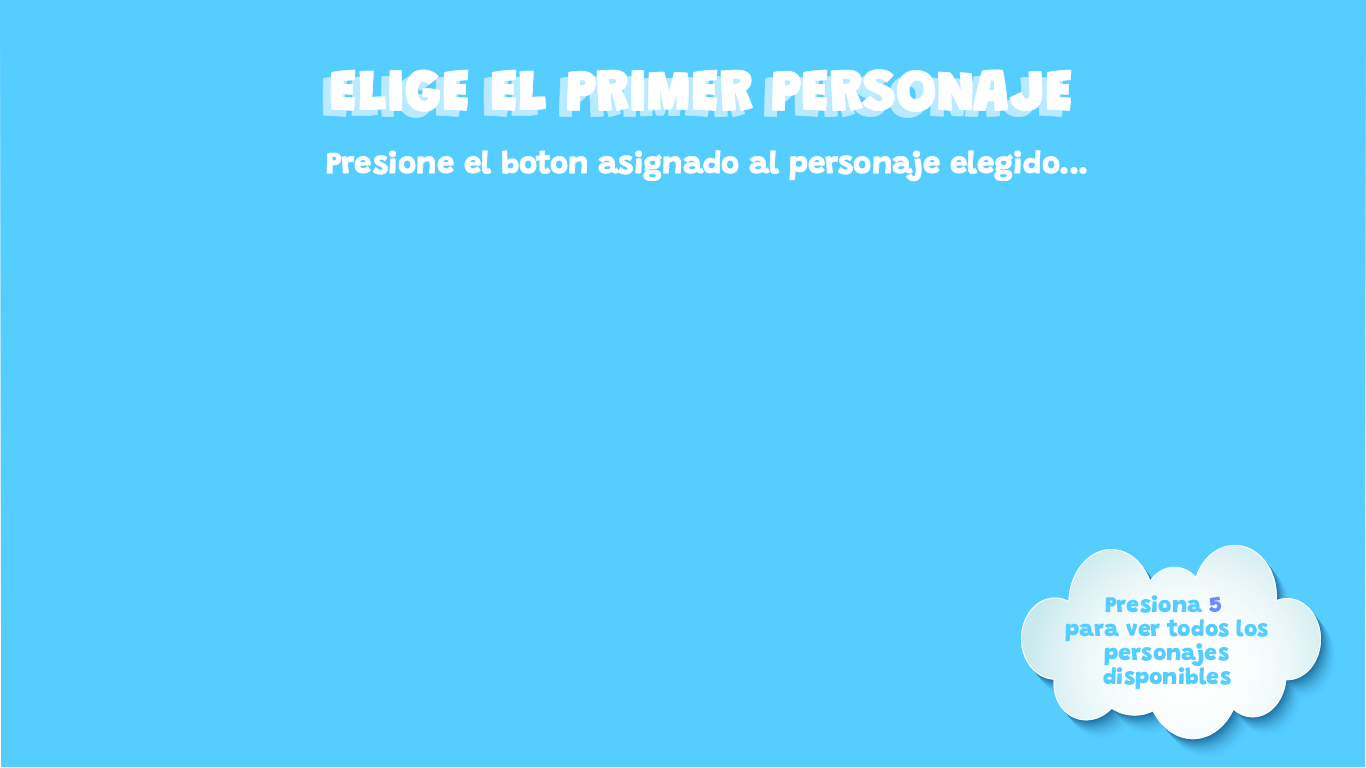 ELIGE EL PRIMER PERSONAJE
Presione el boton asignado al personaje elegido...
Presiona 5
para ver todos los
personajes
disponibles